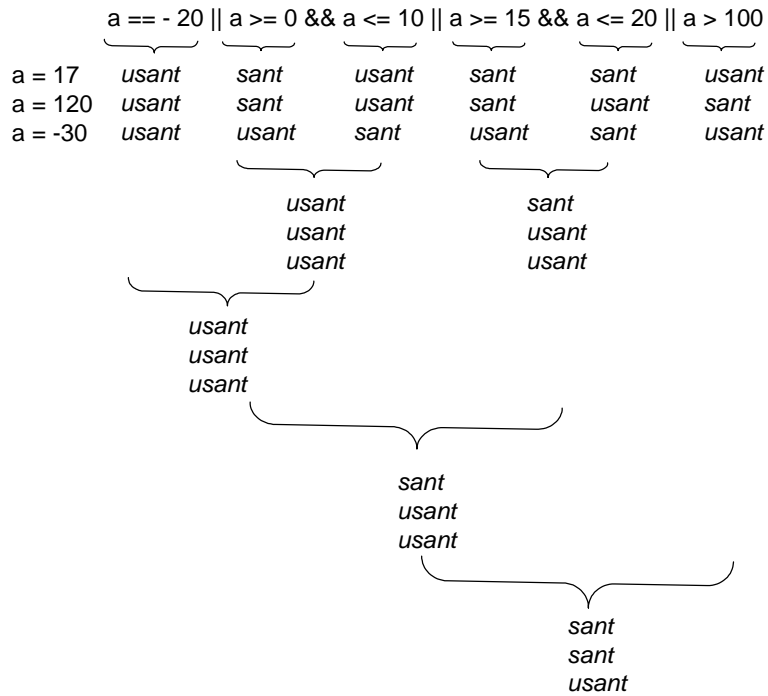 a == - 20 || a >= 0 && a <= 10 || a >= 15 && a <= 20 || a > 100
a = 17 usant sant usant sant sant usant
a = 120 usant sant usant sant usant sant
a = -30 usant usant sant usant sant usant
usant sant
usant usant
usant usant
usant
usant
usant
sant
usant
usant
sant
sant
usant